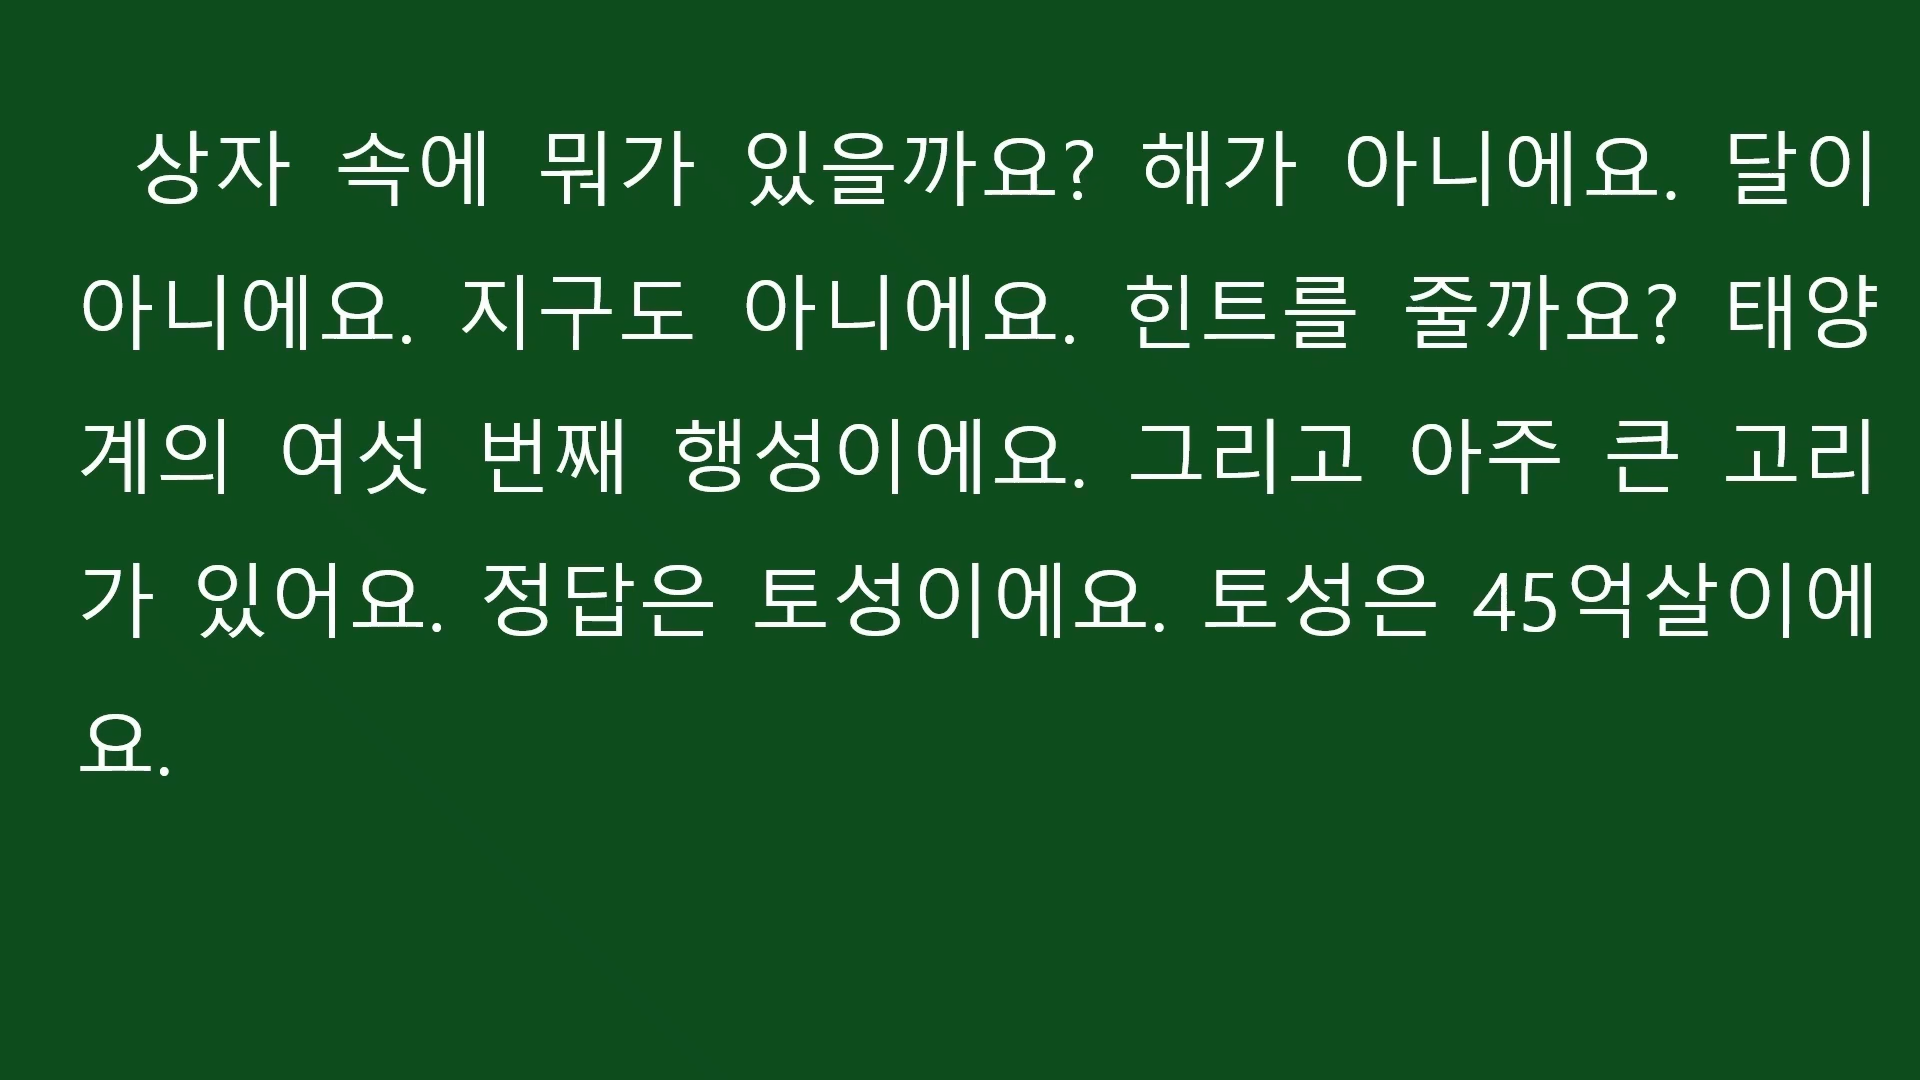 상자 속에 뭐가 있을까요? 해가 아니에요. 달이
아니에요. 지구도 아니에요. 힌트를 줄까요? 태양
계의 여섯 번째 행성이에요. 그리고 아주 큰 고리
가 있어요. 정답은 토성이에요. 토성은 45억살이에
요.